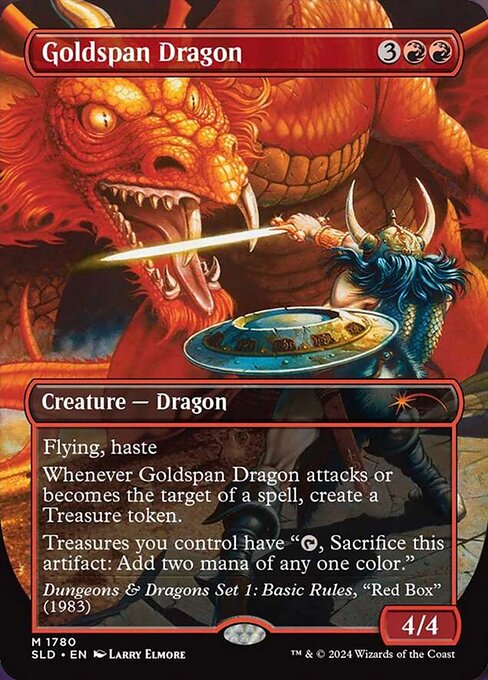 Goldspan Dragon 3
Creature — Dragon
Flying, haste
Whenever Goldspan Dragon attacks or
becomes the target of a spell, create a
Treasure token.
Treasures you control have “, Sacrifice this
artifact: Add two mana of any one color.”
Dungeons & Dragons Set 1: Basic Rules, “Red Box”
(1983)
4/4
M 1780
SLD • EN Larry Elmore
™ & © 2024 Wizards of the Coast